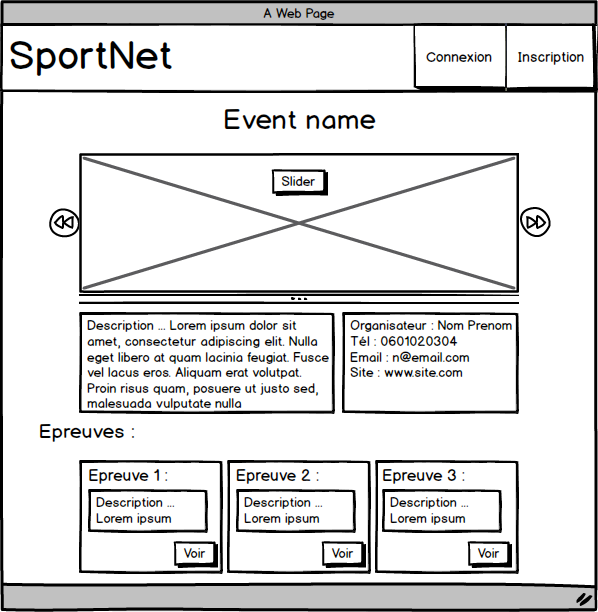 A Web Page
SportNet
Connexion
Inscription
Event name
Slider
Description ... Lorem ipsum dolor sit
amet, consectetur adipiscing elit. Nulla
eget libero at quam lacinia feugiat. Fusce
vel lacus eros. Aliquam erat volutpat.
Proin risus quam, posuere ut justo sed,
malesuada vulputate nulla
Organisateur : Nom Prenom
Tél : 0601020304
Email : n@email.com
Site : www.site.com
Epreuves :
Epreuve 1 :
Description ...
Lorem ipsum
Voir
Epreuve 2 :
Description ...
Lorem ipsum
Voir
Epreuve 3 :
Description ...
Lorem ipsum
Voir